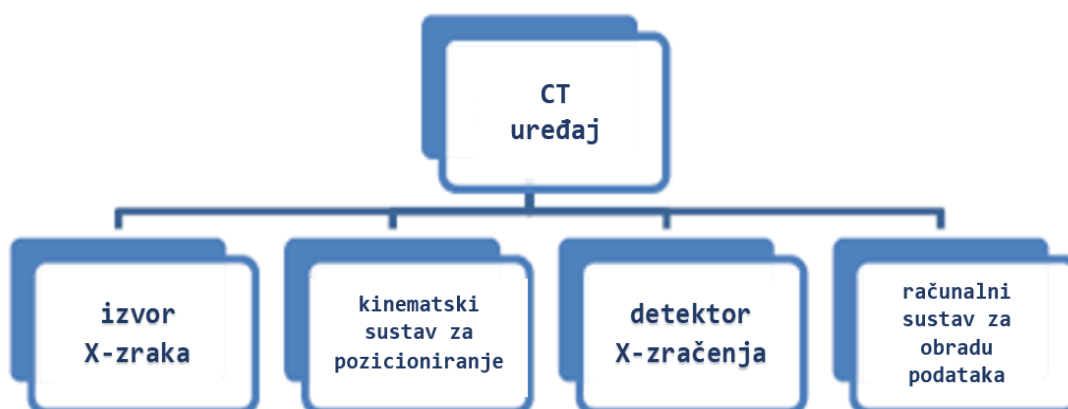 CT
uređaj
izvor
X-zraka
kinematski
sustav za
pozicioniranje
detektor
X-zračenja
računalni
sustav za
obradu
podataka